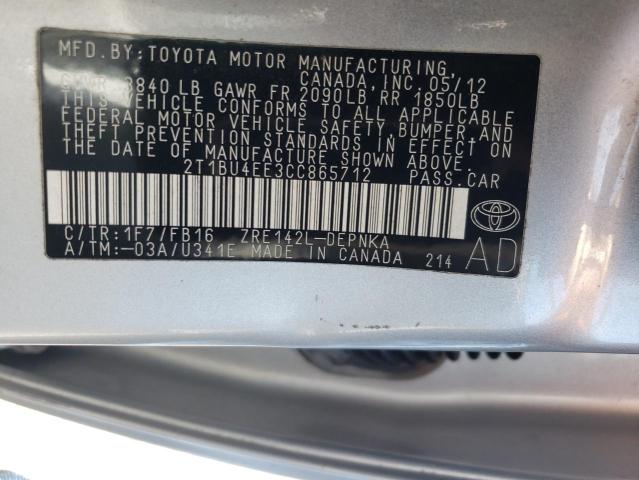 MFD.BY: TOYOTA MOTOR MANUFACTURING,
CANADA, INC. 05/12
GVWR 3840 LB GAWR FR 2090LB, RR 1850LB
THIS VEHICLE CONFORMS TO ALL APPLICABLE
FEDERAL MOTOR VEHICLE SAFETY, BUMPER, AND
THEFT PREVENTION STANDARDS IN EFFECT ON
THE DATE OF MANUFACTURE SHOWN ABOVE.
2T1BU4EE3CC865712 PASS.CAR
C/TR:1F7/FB16 ZRE142L-DEPNKA
A/TM:-03A/U341E MADE IN CANADA 214
AD